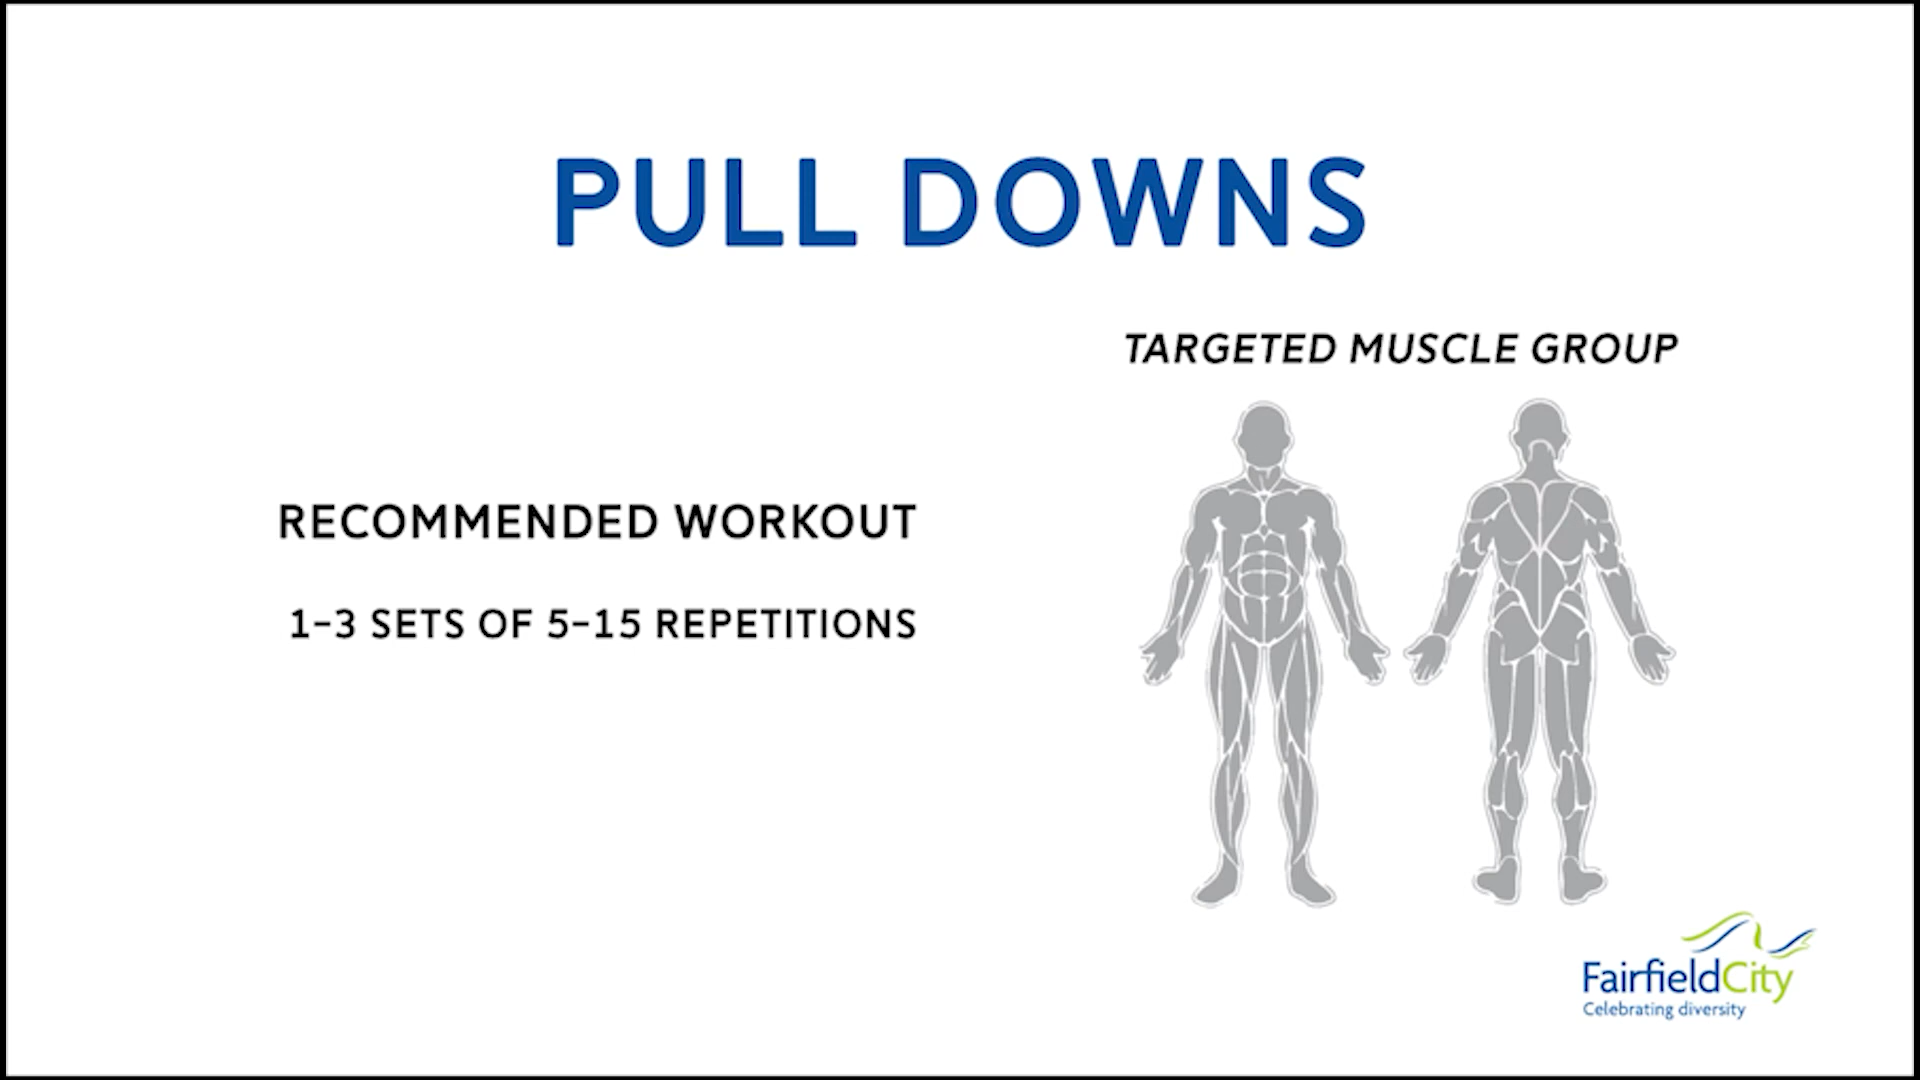 PULL DOWNS
TARGETED MUSCLE GROUP
RECOMMENDED WORKOUT
1-3 SETS OF 5-15 REPETITIONS
FairfieldCity
Celebrating diversity